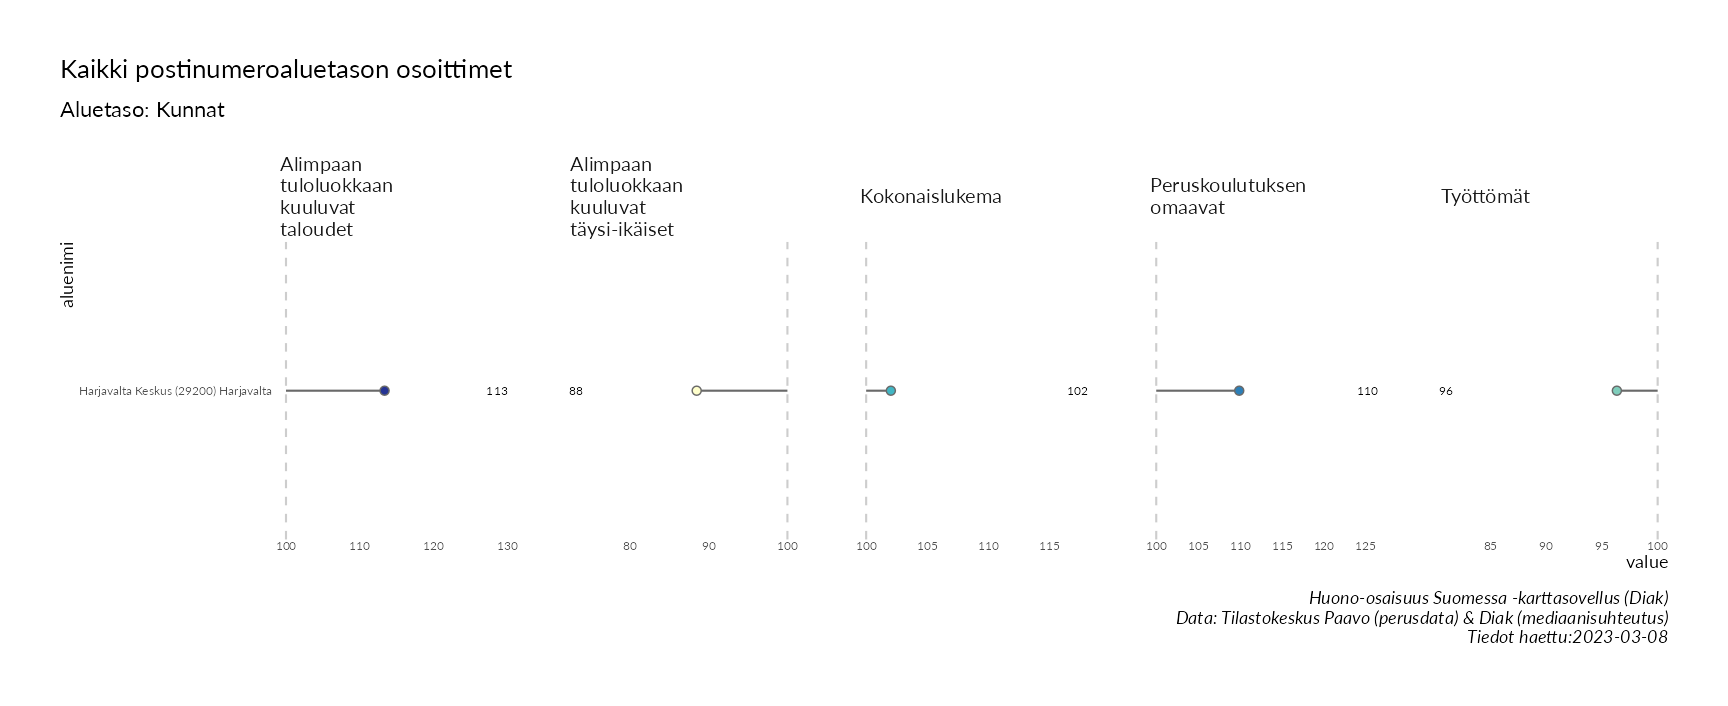 Kaikki postinumeroaluetason osoittimet
Aluetaso: Kunnat
Alimpaan
tuloluokkaan
kuuluvat
taloudet
Alimpaan
tuloluokkaan
kuuluvat
täysi-ikäiset
Kokonaislukema
Peruskoulutuksen
omaavat
Työttömät
aluenimi
Harjavalta Keskus (29200) Harjavalta
113
88
102
110
96
100 110 120 130
80 90 100
100 105 110 115
100 105 110 115 120 125
85 90 95 100
value
Huono-osaisuus Suomessa -karttasovellus (Diak)
Data: Tilastokeskus Paavo (perusdata) & Diak (mediaanisuhteutus)
Tiedot haettu:2023-03-08